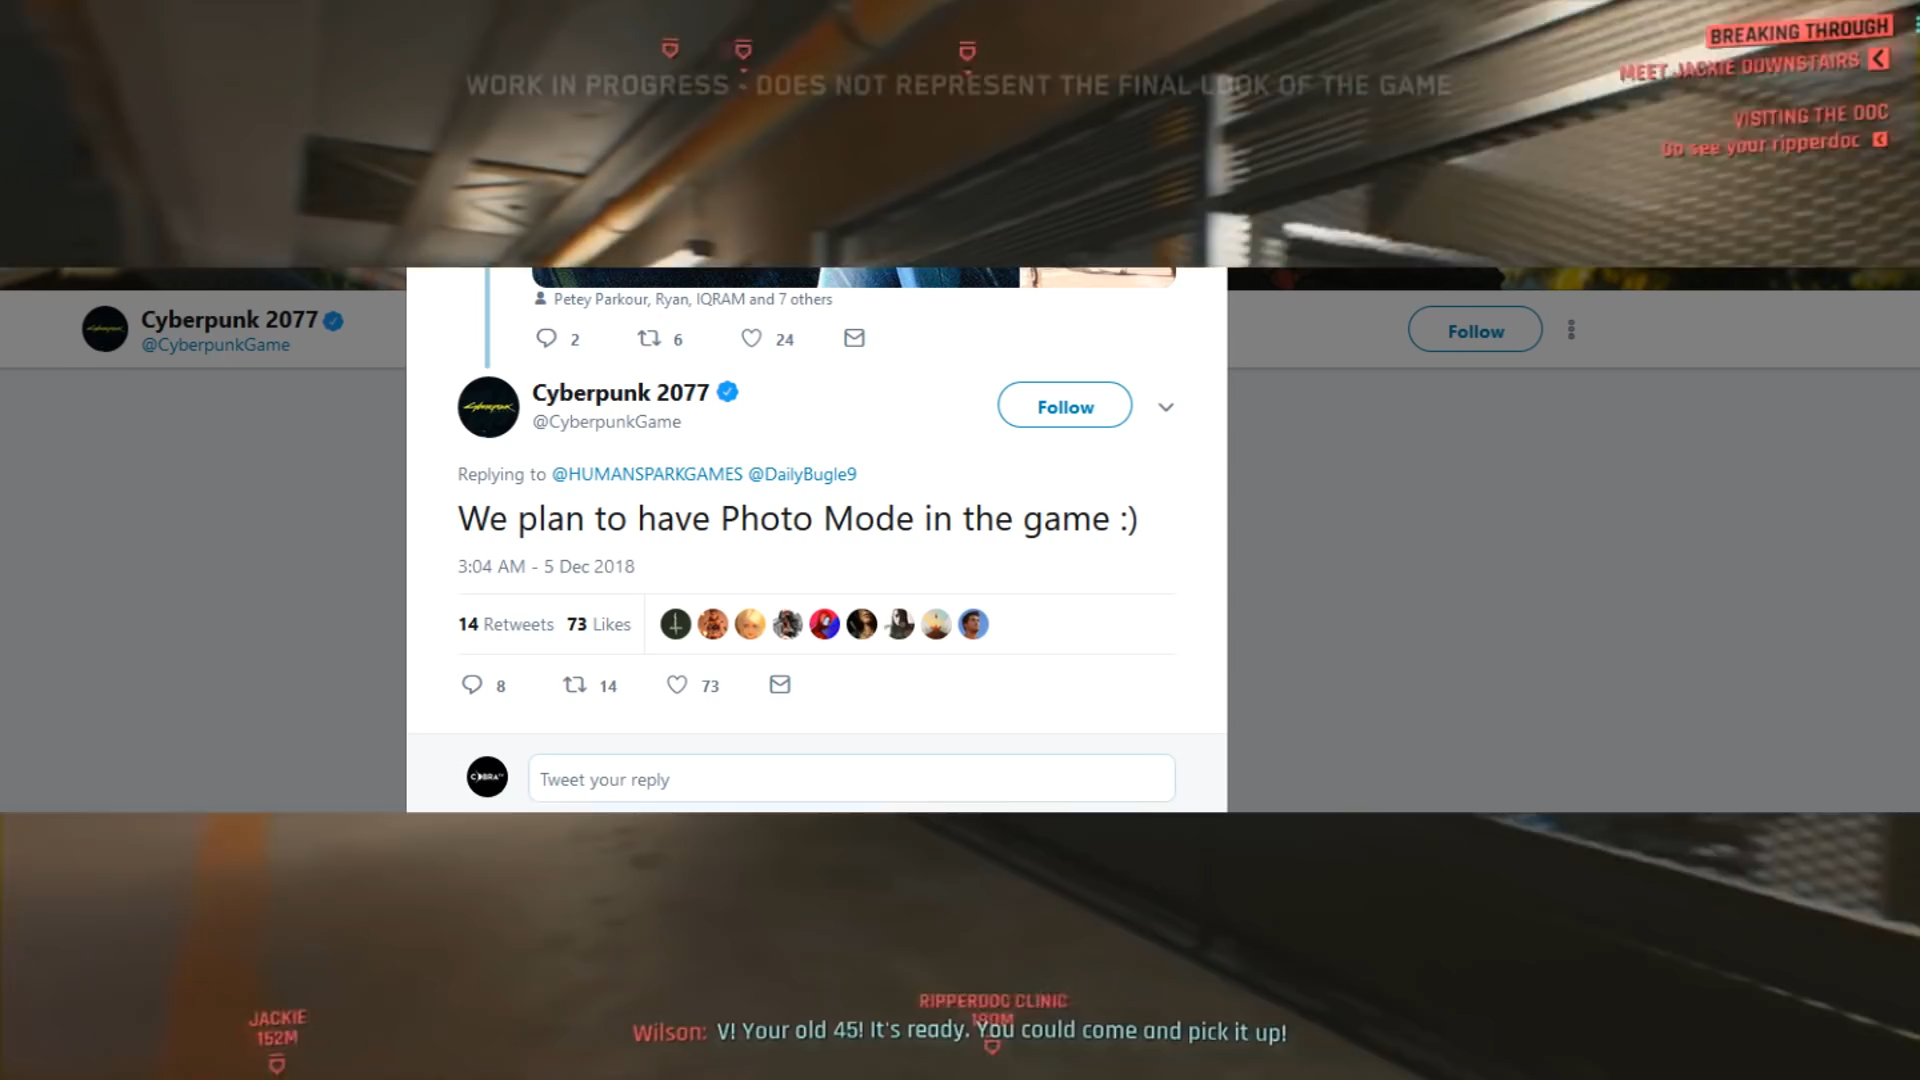 BREAKING THROUGH
MEET JACKIE DOWNSTAIRS
WORK IN PROGRESS - DOES NOT REPRESENT THE FINAL LOOK OF THE GAME
VISITING THE DOC
Go see your ripperdoc
Petey Parkour, Ryan, IQRAM and 7 others
Cyberpunk 2077
@CyberpunkGame
Follow
2 6 24
Cyberpunk 2077
@CyberpunkGame
Follow
Replying to @HUMANSPARKGAMES @DailyBugle9
We plan to have Photo Mode in the game :)
3:04 AM - 5 Dec 2018
14 Retweets 73 Likes
8 14 73
Tweet your reply
RIPPERDOC CLINIC
JACKIE
152M
Wilson: V! Your old 45! It's ready. You could come and pick it up!